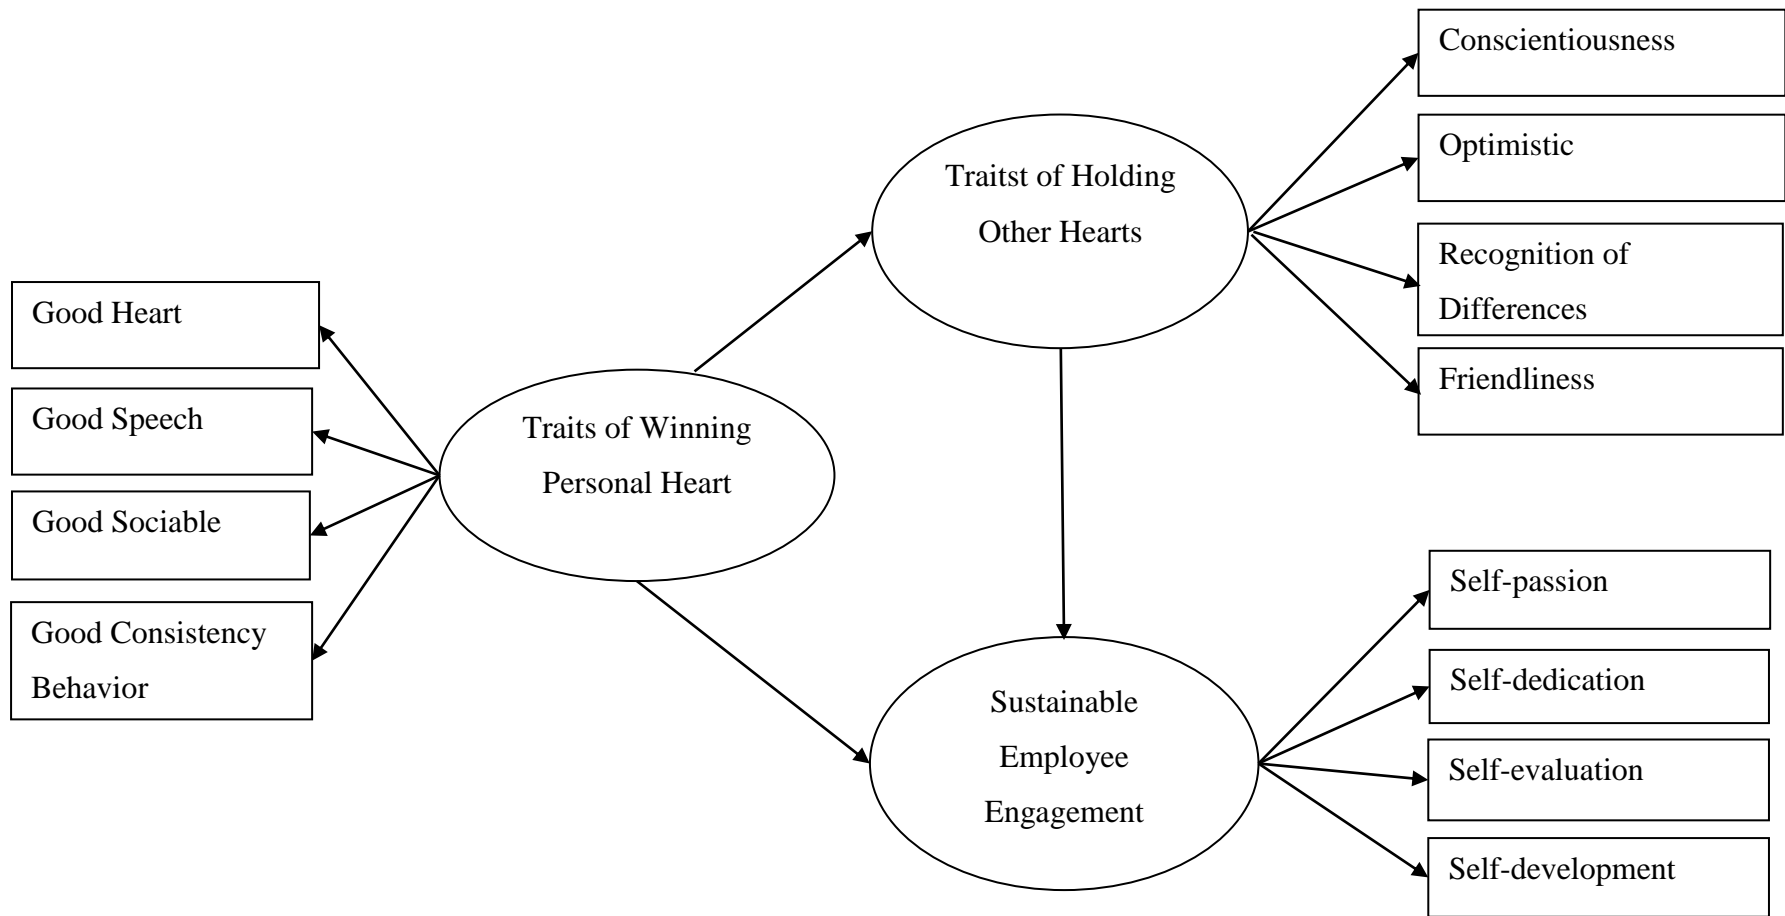 Conscientiousness
Optimistic
Traitst of Holding
Other Hearts
Recognition of
Differences
Friendliness
Good Heart
Good Speech
Good Sociable
Good Consistency
Behavior
Traits of Winning
Personal Heart
Sustainable
Employee
Engagement
Self-passion
Self-dedication
Self-evaluation
Self-development